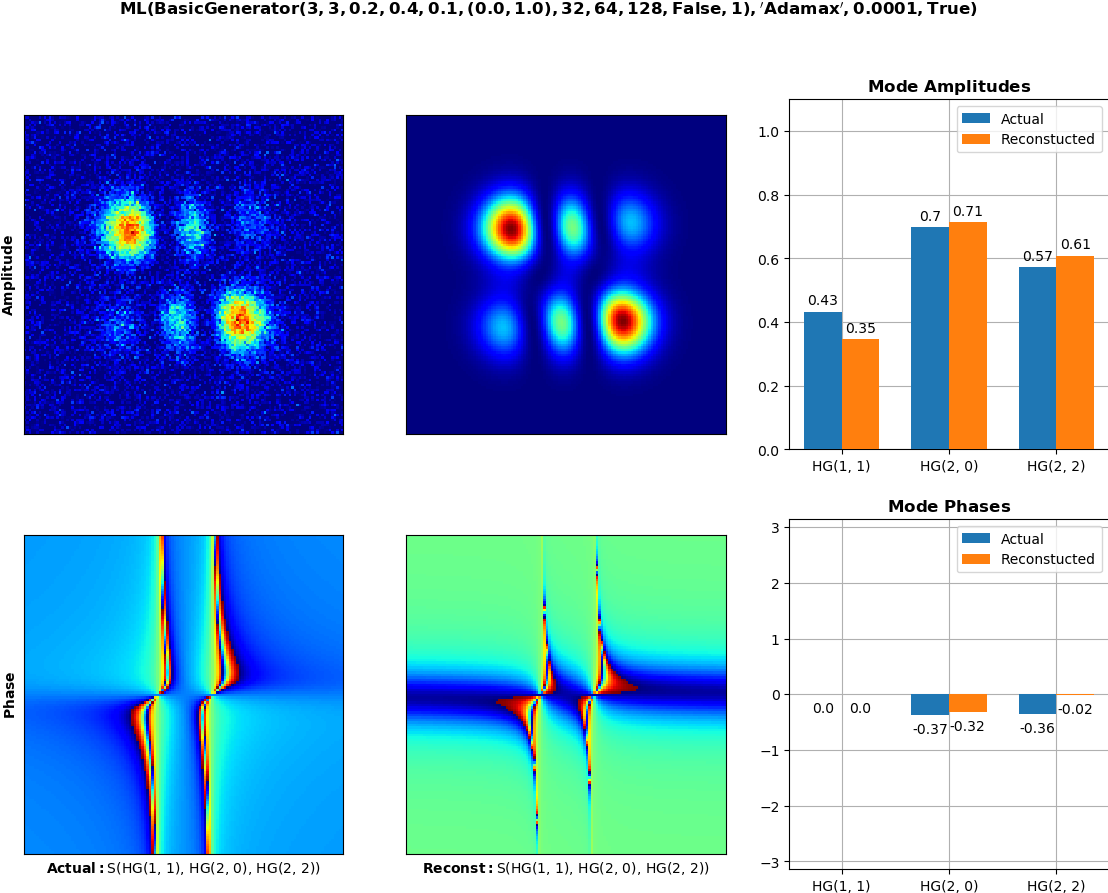 ML(BasicGenerator(3, 3, 0.2, 0.4, 0.1, (0.0, 1.0), 32, 64, 128, False, 1), ′Adamax′, 0.0001, True)
Amplitude
Mode Amplitudes
Actual
Reconstucted
1.0
0.8
0.6
0.4
0.2
0.0
0.43
0.35
0.7
0.71
0.57
0.61
HG(1, 1)
HG(2, 0)
HG(2, 2)
Phase
Actual: S(HG(1, 1), HG(2, 0), HG(2, 2))
Reconst: S(HG(1, 1), HG(2, 0), HG(2, 2))
Mode Phases
Actual
Reconstucted
3
2
1
0
−1
−2
−3
0.0
0.0
-0.37
-0.32
-0.36
-0.02
HG(1, 1)
HG(2, 0)
HG(2, 2)